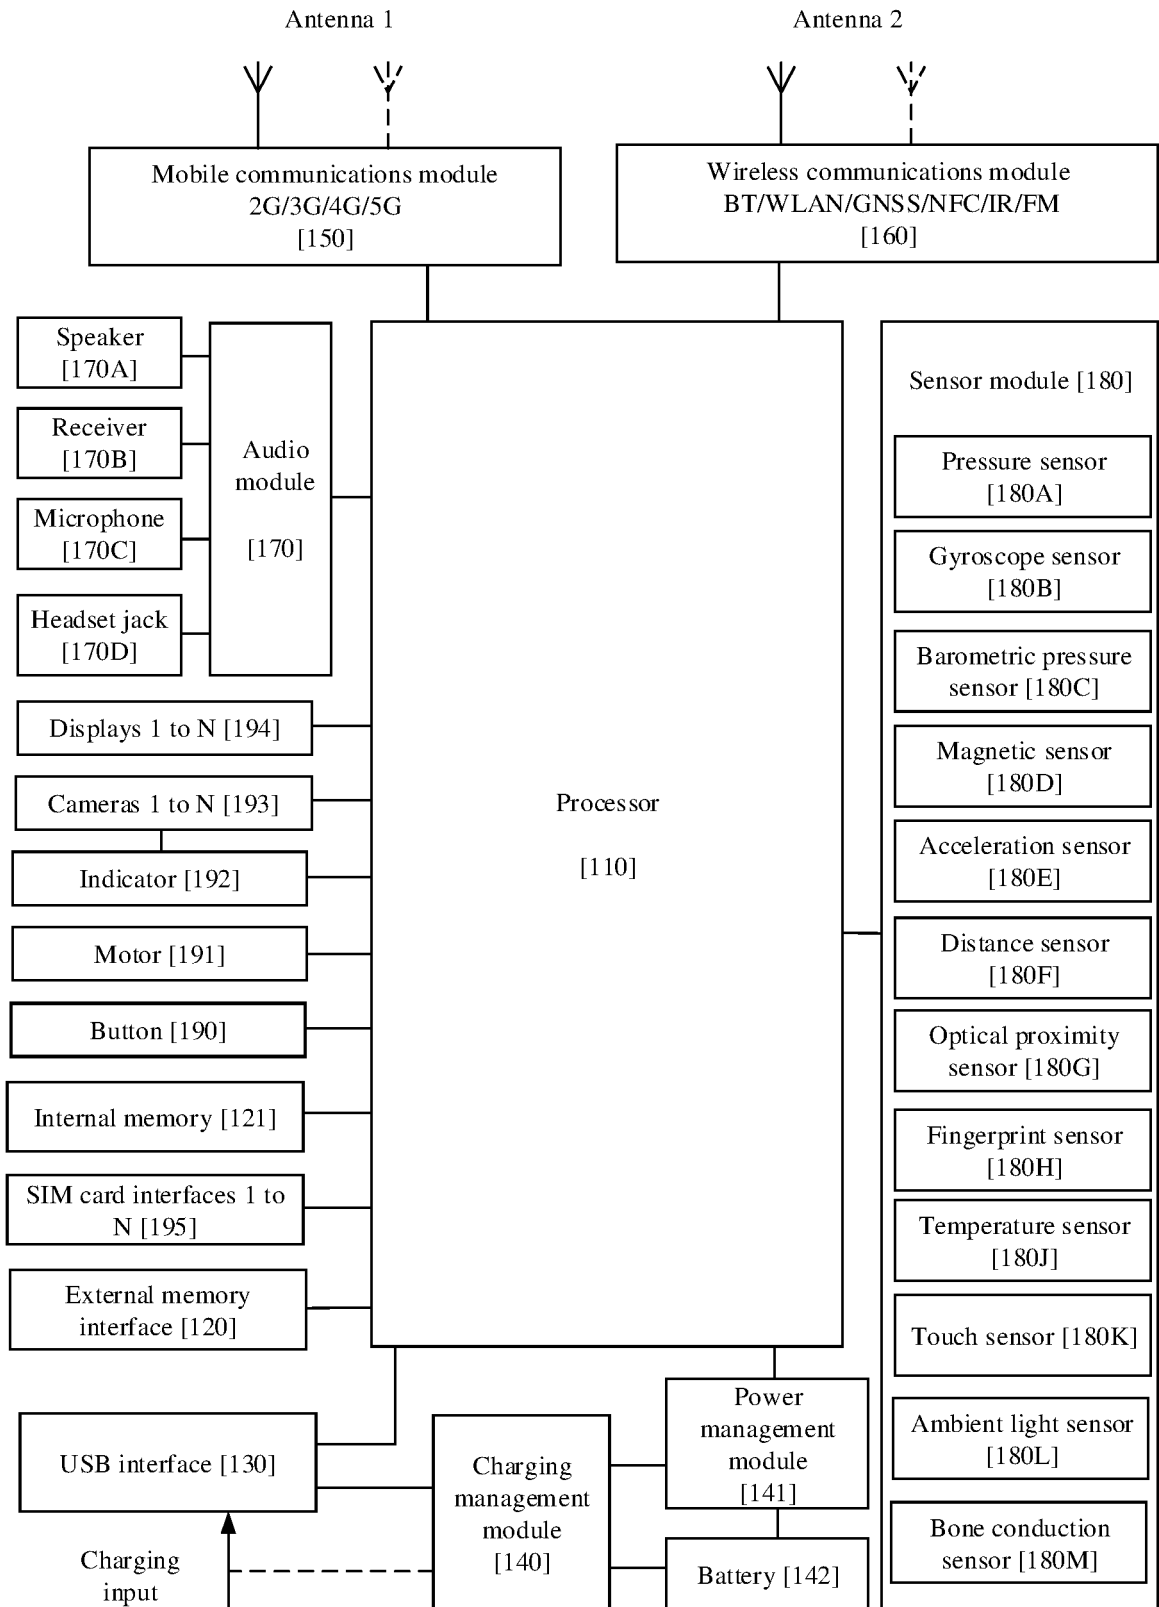 Antenna 1
Antenna 2
Mobile communications module
2G/3G/4G/5G
[150]
Wireless communications module
BT/WLAN/GNSS/NFC/IR/FM
[160]
Speaker
[170A]
Receiver
[170B]
Microphone
[170C]
Headset jack
[170D]
Audio
module
[170]
Displays 1 to N [194]
Cameras 1 to N [193]
Indicator [192]
Motor [191]
Button [190]
Internal memory [121]
SIM card interfaces 1 to
N [195]
External memory
interface [120]
Processor
[110]
Sensor module [180]
Pressure sensor
[180A]
Gyroscope sensor
[180B]
Barometric pressure
sensor [180C]
Magnetic sensor
[180D]
Acceleration sensor
[180E]
Distance sensor
[180F]
Optical proximity
sensor [180G]
Fingerprint sensor
[180H]
Temperature sensor
[180J]
Touch sensor [180K]
Ambient light sensor
[180L]
Bone conduction
sensor [180M]
USB interface [130]
Charging
input
Charging
management
module
[140]
Power
management
module
[141]
Battery [142]